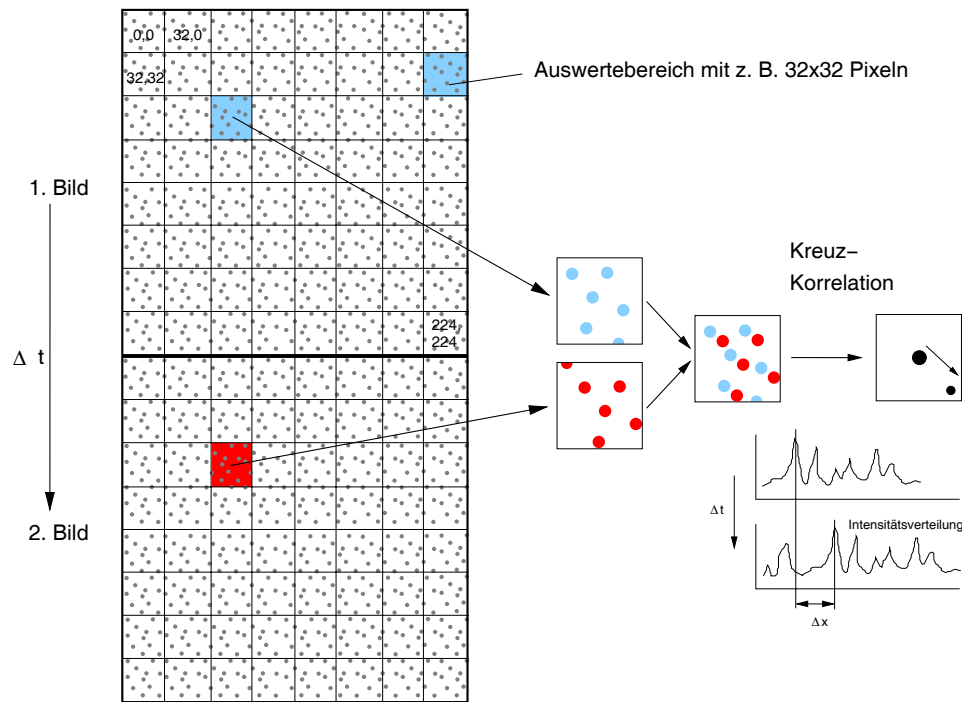 0,0 32,0
32,32
Auswertebereich mit z. B. 32x32 Pixeln
1. Bild
Kreuz–
Korrelation
224,
224
Δ t
2. Bild
Δt
Intensitätsverteilung
Δx